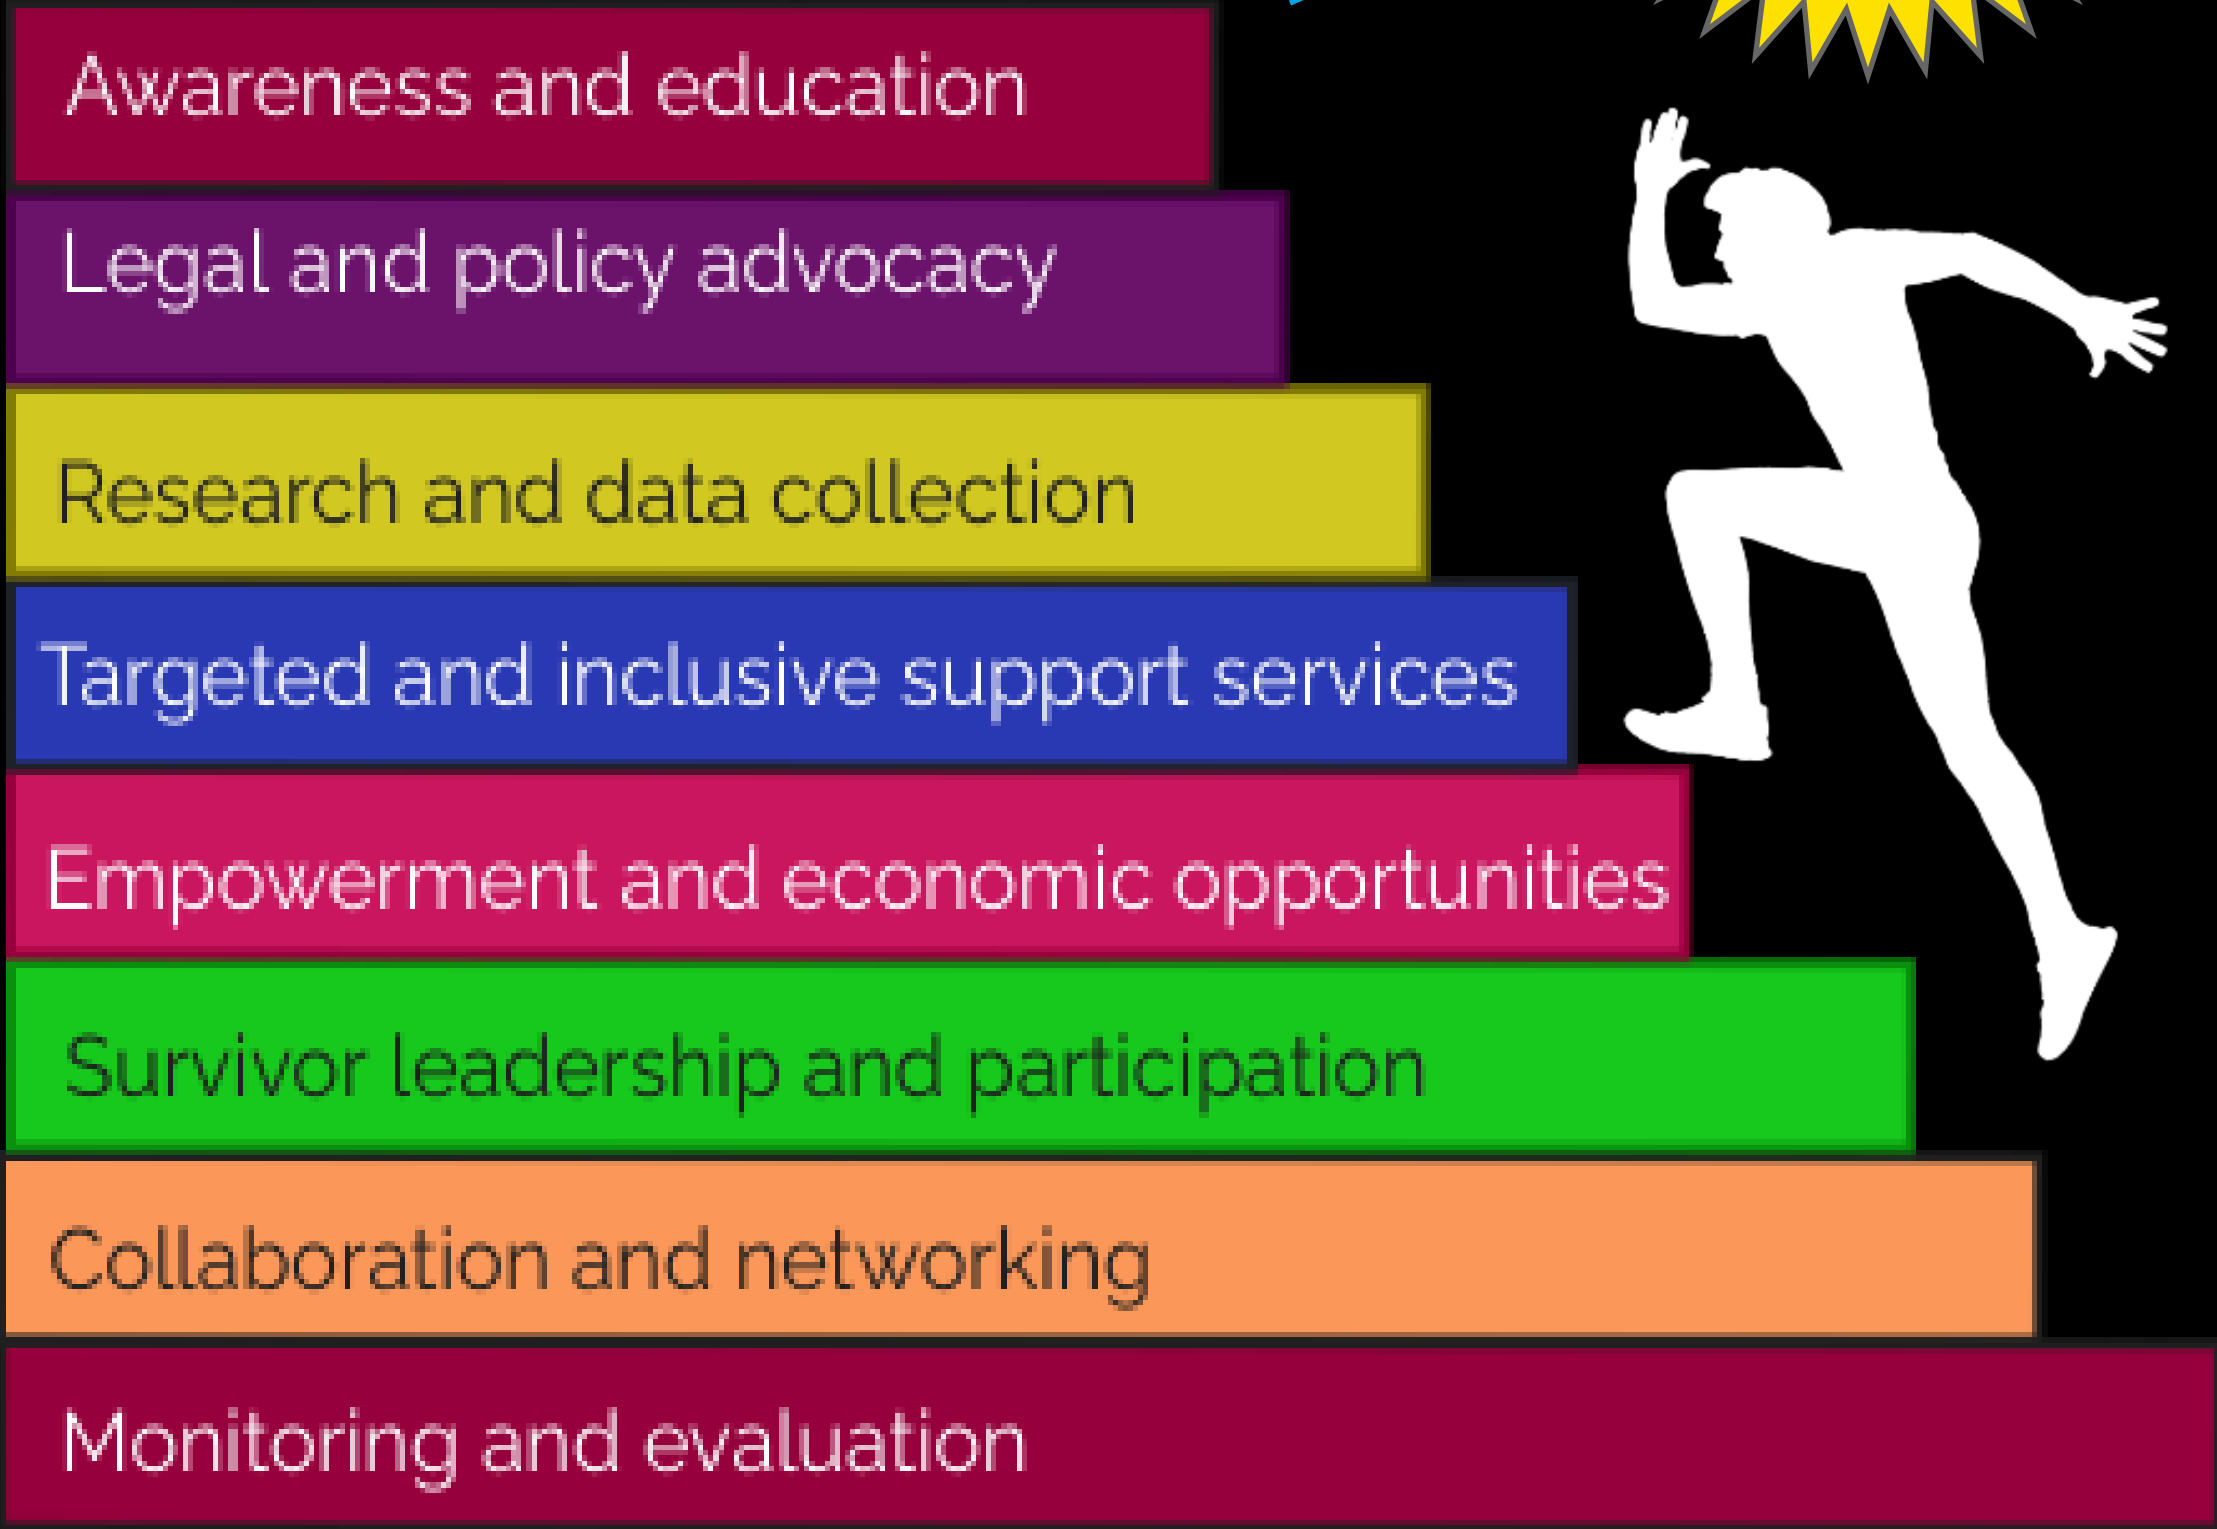 Awareness and education
Legal and policy advocacy
Research and data collection
Targeted and inclusive support services
Empowerment and economic opportunities
Survivor leadership and participation
Collaboration and networking
Monitoring and evaluation